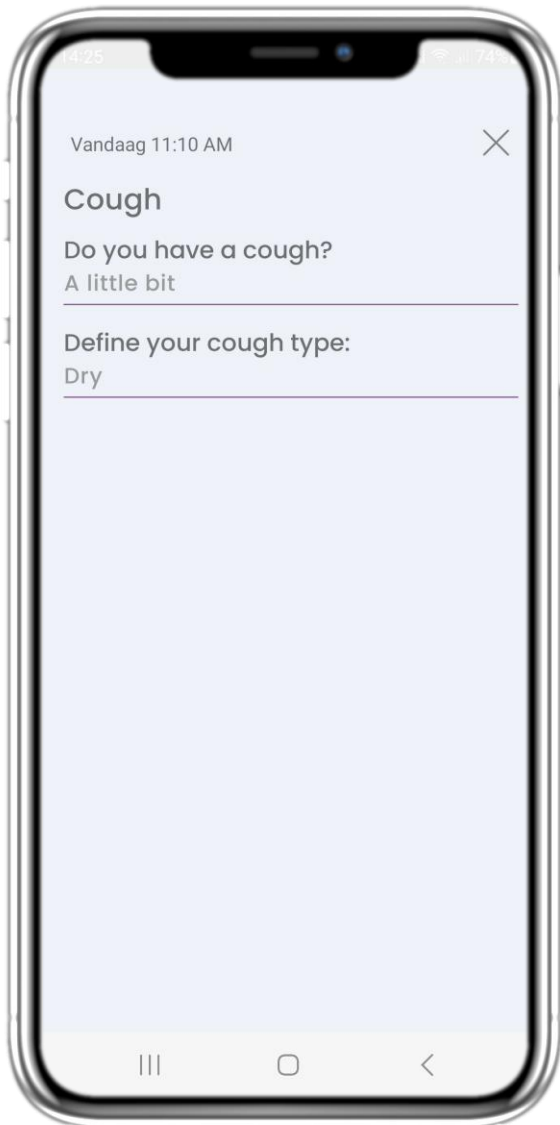 14:25 74%
Vandaag 11:10 AM
Cough
Do you have a cough?
A little bit
Define your cough type:
Dry